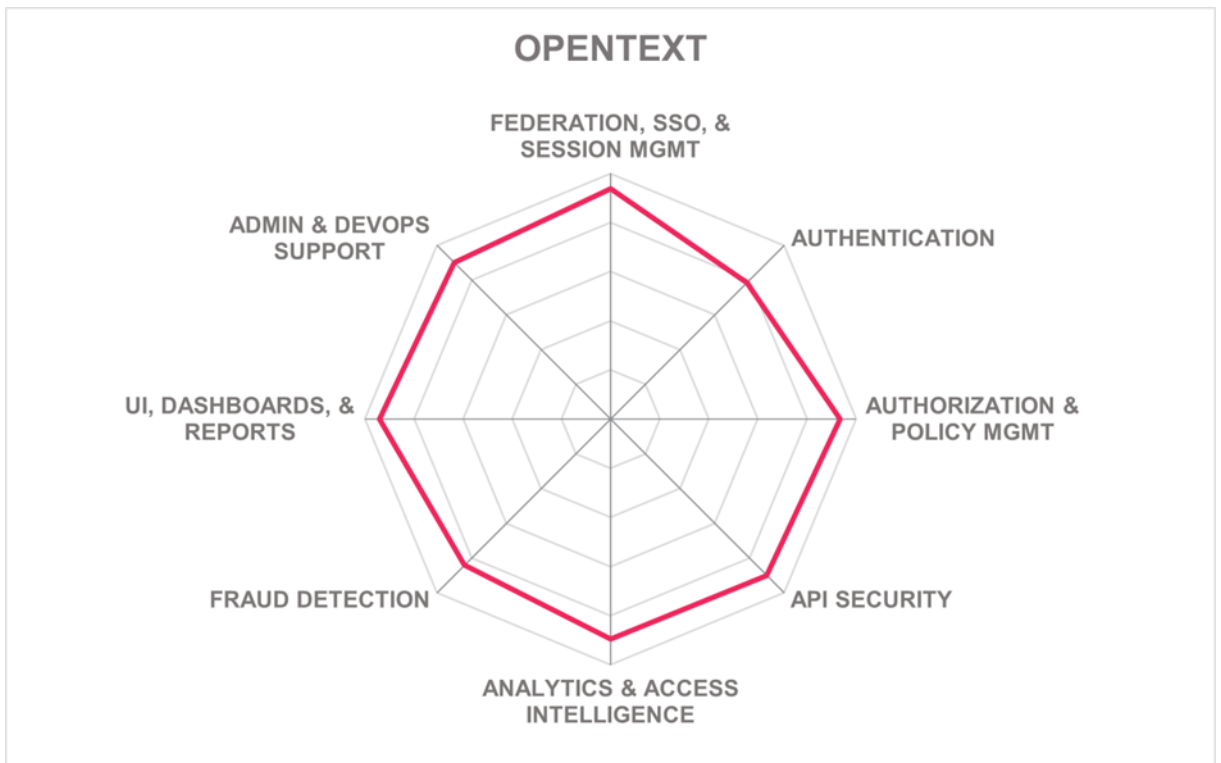 OPENTEXT
FEDERATION, SSO, &
SESSION MGMT
ADMIN & DEVOPS
SUPPORT
AUTHENTICATION
UI, DASHBOARDS, &
REPORTS
AUTHORIZATION &
POLICY MGMT
FRAUD DETECTION
API SECURITY
ANALYTICS & ACCESS
INTELLIGENCE